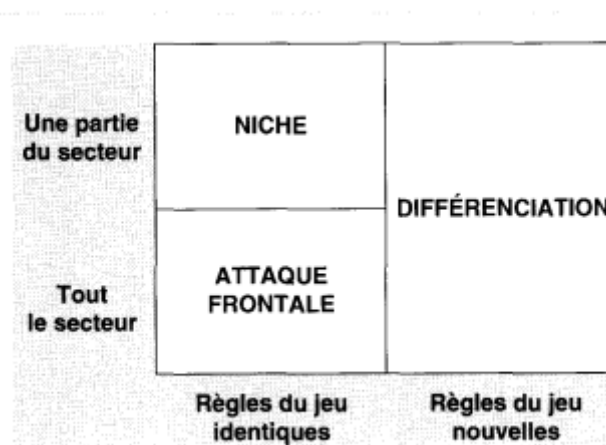 Une partie
du secteur
NICHE
DIFFÉRENCIATION
ATTAQUE
FRONTALE
Tout
le secteur
Règles du jeu
identiques
Règles du jeu
nouvelles